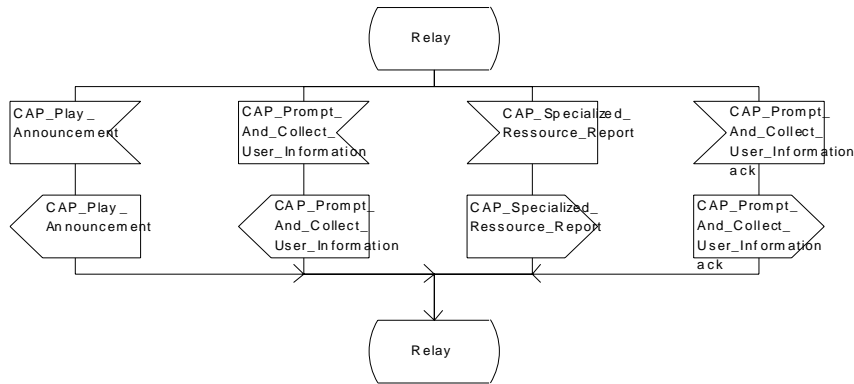 Relay
CAP_Play_
Announcement
CAP_Prompt_
And_Collect_
User_Information
CAP_Specialized_
Ressource_Report
CAP_Prompt_
And_Collect_
User_Information
ack
CAP_Play_
Announcement
CAP_Prompt_
And_Collect_
User_Information
CAP_Specialized_
Ressource_Report
CAP_Prompt_
And_Collect_
User_Information
ack
Relay